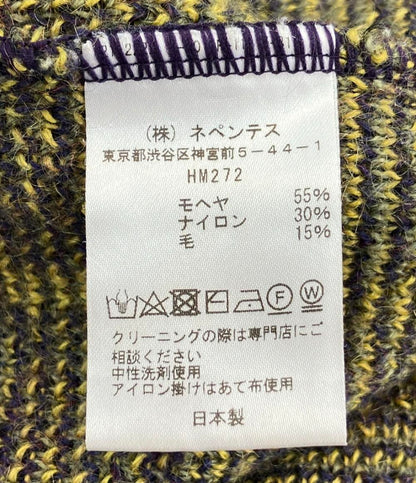 (株)ネペンテス
東京都渋谷区神宮前5-44-1
HM272
モヘヤ 55%
ナイロン 30%
毛 15%
F W
クリーニングの際は専門店にご
相談ください
中性洗剤使用
アイロン掛けはあて布使用
日本製